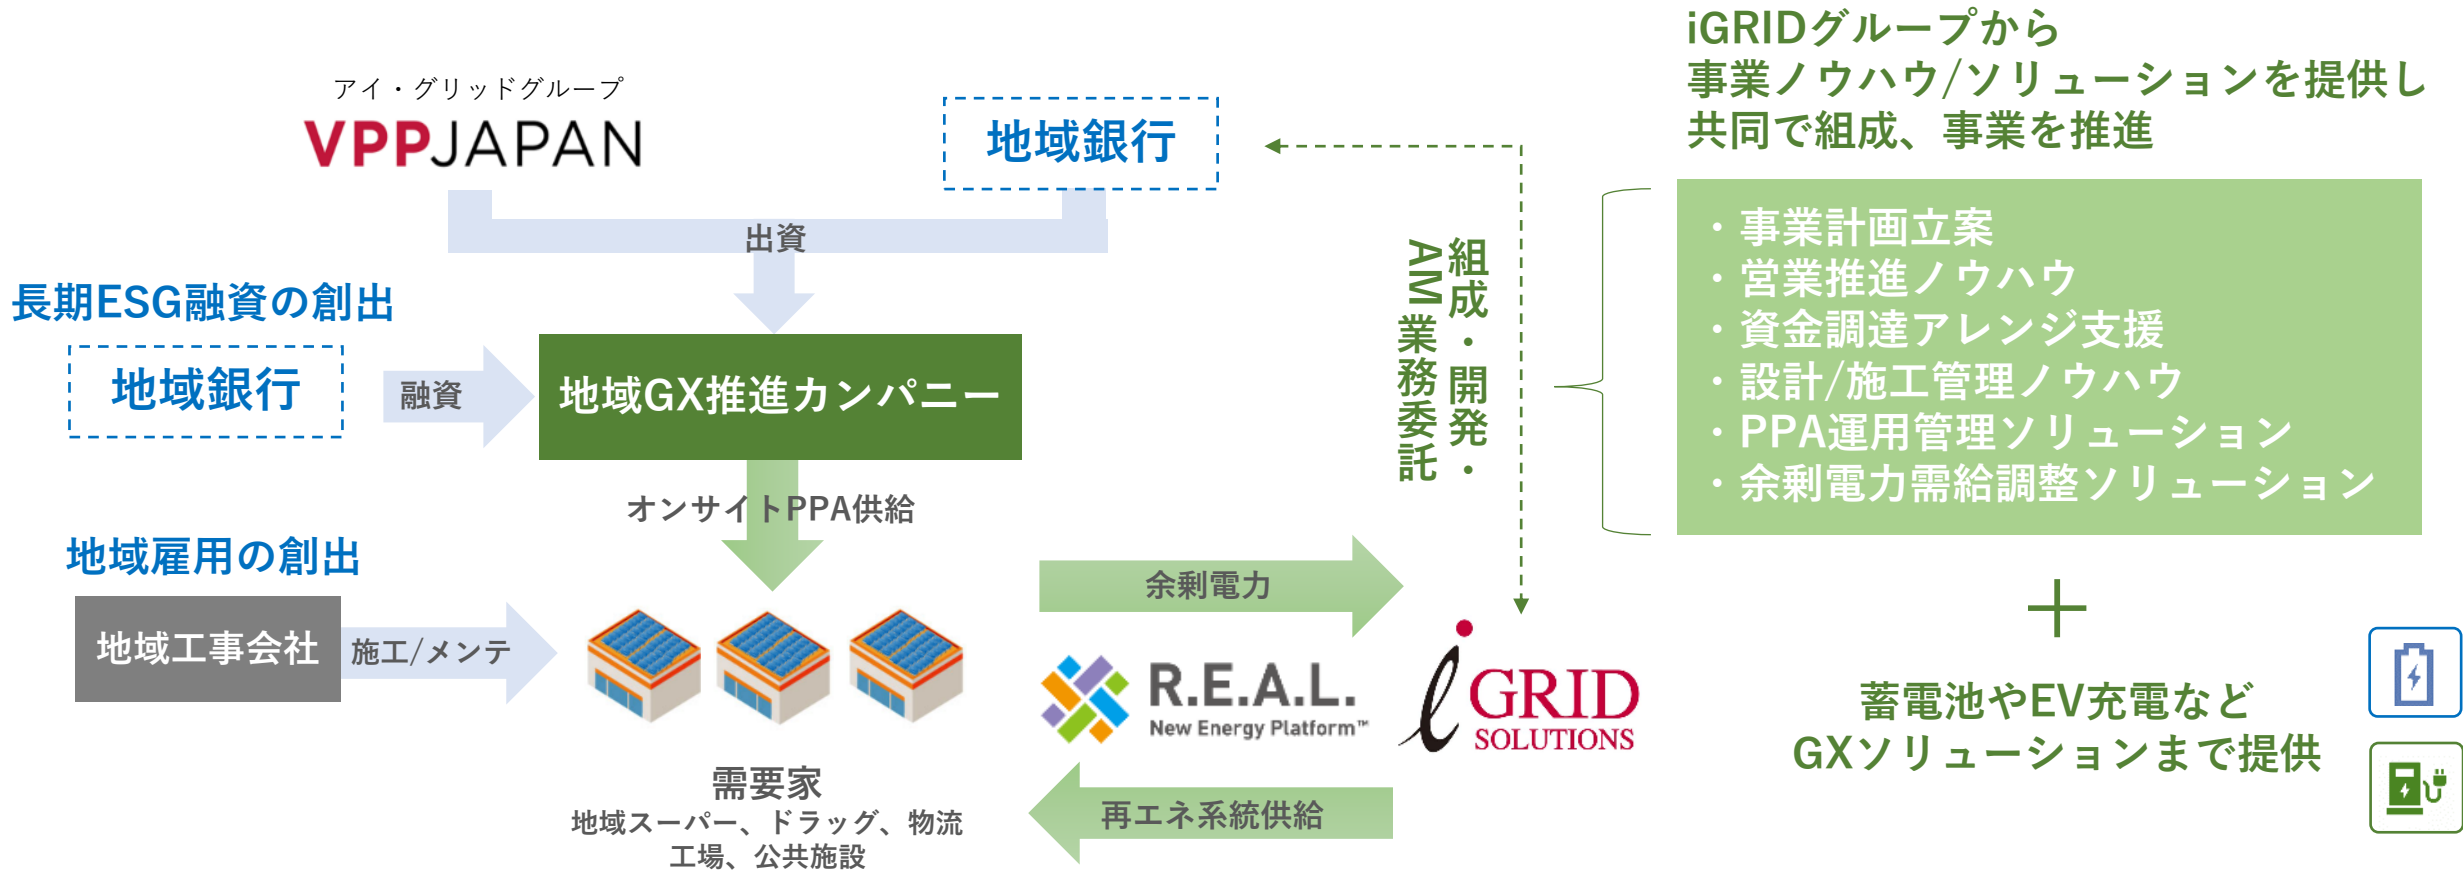 アイ・グリッドグループ
VPPJAPAN
地域銀行
出資
長期ESG融資の創出
地域銀行
融資
地域GX推進カンパニー
オンサイトPPA供給
地域雇用の創出
地域工事会社
施工/メンテ
需要家
地域スーパー、ドラッグ、物流
工場、公共施設
余剰電力
R.E.A.L.
New Energy Platform™
i GRID
SOLUTIONS
再エネ系統供給
組成・開発・
AM業務委託
iGRIDグループから
事業ノウハウ/ソリューションを提供し
共同で組成、事業を推進
・事業計画立案
・営業推進ノウハウ
・資金調達アレンジ支援
・設計/施工管理ノウハウ
・PPA運用管理ソリューション
・余剰電力需給調整ソリューション
＋
蓄電池やEV充電など
GXソリューションまで提供